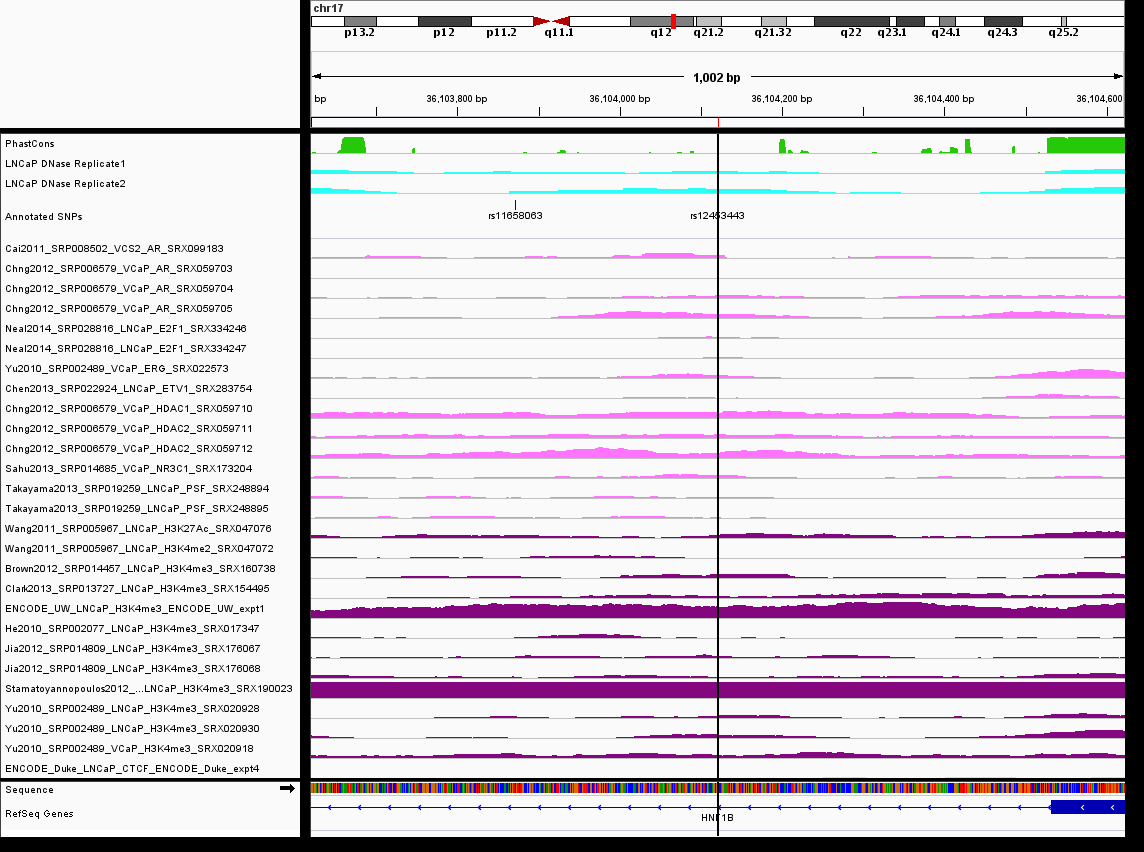 chr17
p13.2 p12 p11.2 q11.1 q12 q21.2 q21.32 q22 q23.1 q24.1 q24.3 q25.2
1,002 bp
bp 36,103,800 bp 36,104,000 bp 36,104,200 bp 36,104,400 bp 36,104,600
PhastCons
LNCaP DNase Replicate1
LNCaP DNase Replicate2
Annotated SNPs rs11658063 rs12453443
Cai2011_SRP008502_VCS2_AR_SRX099183
Chng2012_SRP006579_VCaP_AR_SRX059703
Chng2012_SRP006579_VCaP_AR_SRX059704
Chng2012_SRP006579_VCaP_AR_SRX059705
Neal2014_SRP028816_LNCaP_E2F1_SRX334246
Neal2014_SRP028816_LNCaP_E2F1_SRX334247
Yu2010_SRP002489_VCaP_ERG_SRX022573
Chen2013_SRP022924_LNCaP_ETV1_SRX283754
Chng2012_SRP006579_VCaP_HDAC1_SRX059710
Chng2012_SRP006579_VCaP_HDAC2_SRX059711
Chng2012_SRP006579_VCaP_HDAC2_SRX059712
Sahu2013_SRP014685_VCaP_NR3C1_SRX173204
Takayama2013_SRP019259_LNCaP_PSF_SRX248894
Takayama2013_SRP019259_LNCaP_PSF_SRX248895
Wang2011_SRP005967_LNCaP_H3K27Ac_SRX047076
Wang2011_SRP005967_LNCaP_H3K4me2_SRX047072
Brown2012_SRP014457_LNCaP_H3K4me3_SRX160738
Clark2013_SRP013727_LNCaP_H3K4me3_SRX154495
ENCODE_UW_LNCaP_H3K4me3_ENCODE_UW_expt1
He2010_SRP002077_LNCaP_H3K4me3_SRX017347
Jia2012_SRP014809_LNCaP_H3K4me3_SRX176067
Jia2012_SRP014809_LNCaP_H3K4me3_SRX176068
Stamatoyannopoulos2012_...LNCaP_H3K4me3_SRX190023
Yu2010_SRP002489_LNCaP_H3K4me3_SRX020928
Yu2010_SRP002489_LNCaP_H3K4me3_SRX020930
Yu2010_SRP002489_VCaP_H3K4me3_SRX020918
ENCODE_Duke_LNCaP_CTCF_ENCODE_Duke_expt4
Sequence
RefSeq Genes
HNF1B